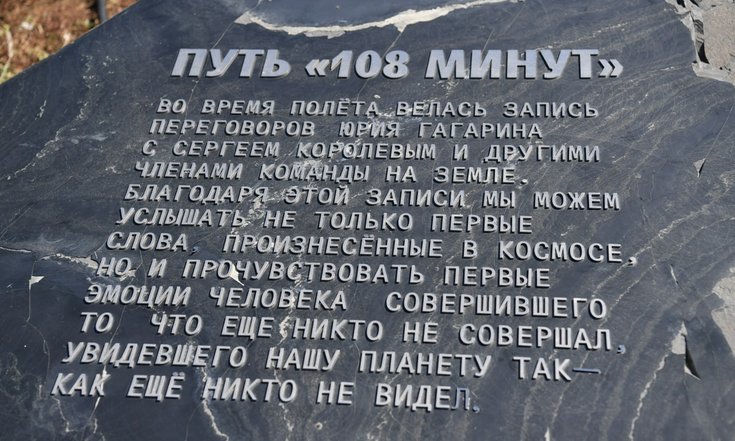 ПУТЬ «108 МИНУТ»
ВО ВРЕМЯ ПОЛЁТА ВЕЛАСЬ ЗАПИСЬ
ПЕРЕГОВОРОВ ЮРИЯ ГАГАРИНА
С СЕРГЕЕМ КОРОЛЕВЫМ И ДРУГИМИ
ЧЛЕНАМИ КОМАНДЫ НА ЗЕМЛЕ.
БЛАГОДАРЯ ЭТОЙ ЗАПИСИ МЫ МОЖЕМ
УСЛЫШАТЬ НЕ ТОЛЬКО ПЕРВЫЕ
СЛОВА, ПРОИЗНЕСЁННЫЕ В КОСМОСЕ,
НО И ПРОЧУВСТВОВАТЬ ПЕРВЫЕ
ЭМОЦИИ ЧЕЛОВЕКА СОВЕРШИВШЕГО
ТО ЧТО ЕЩЕ НИКТО НЕ СОВЕРШАЛ,
УВИДЕВШЕГО НАШУ ПЛАНЕТУ ТАК—
КАК ЕЩЁ НИКТО НЕ ВИДЕЛ.